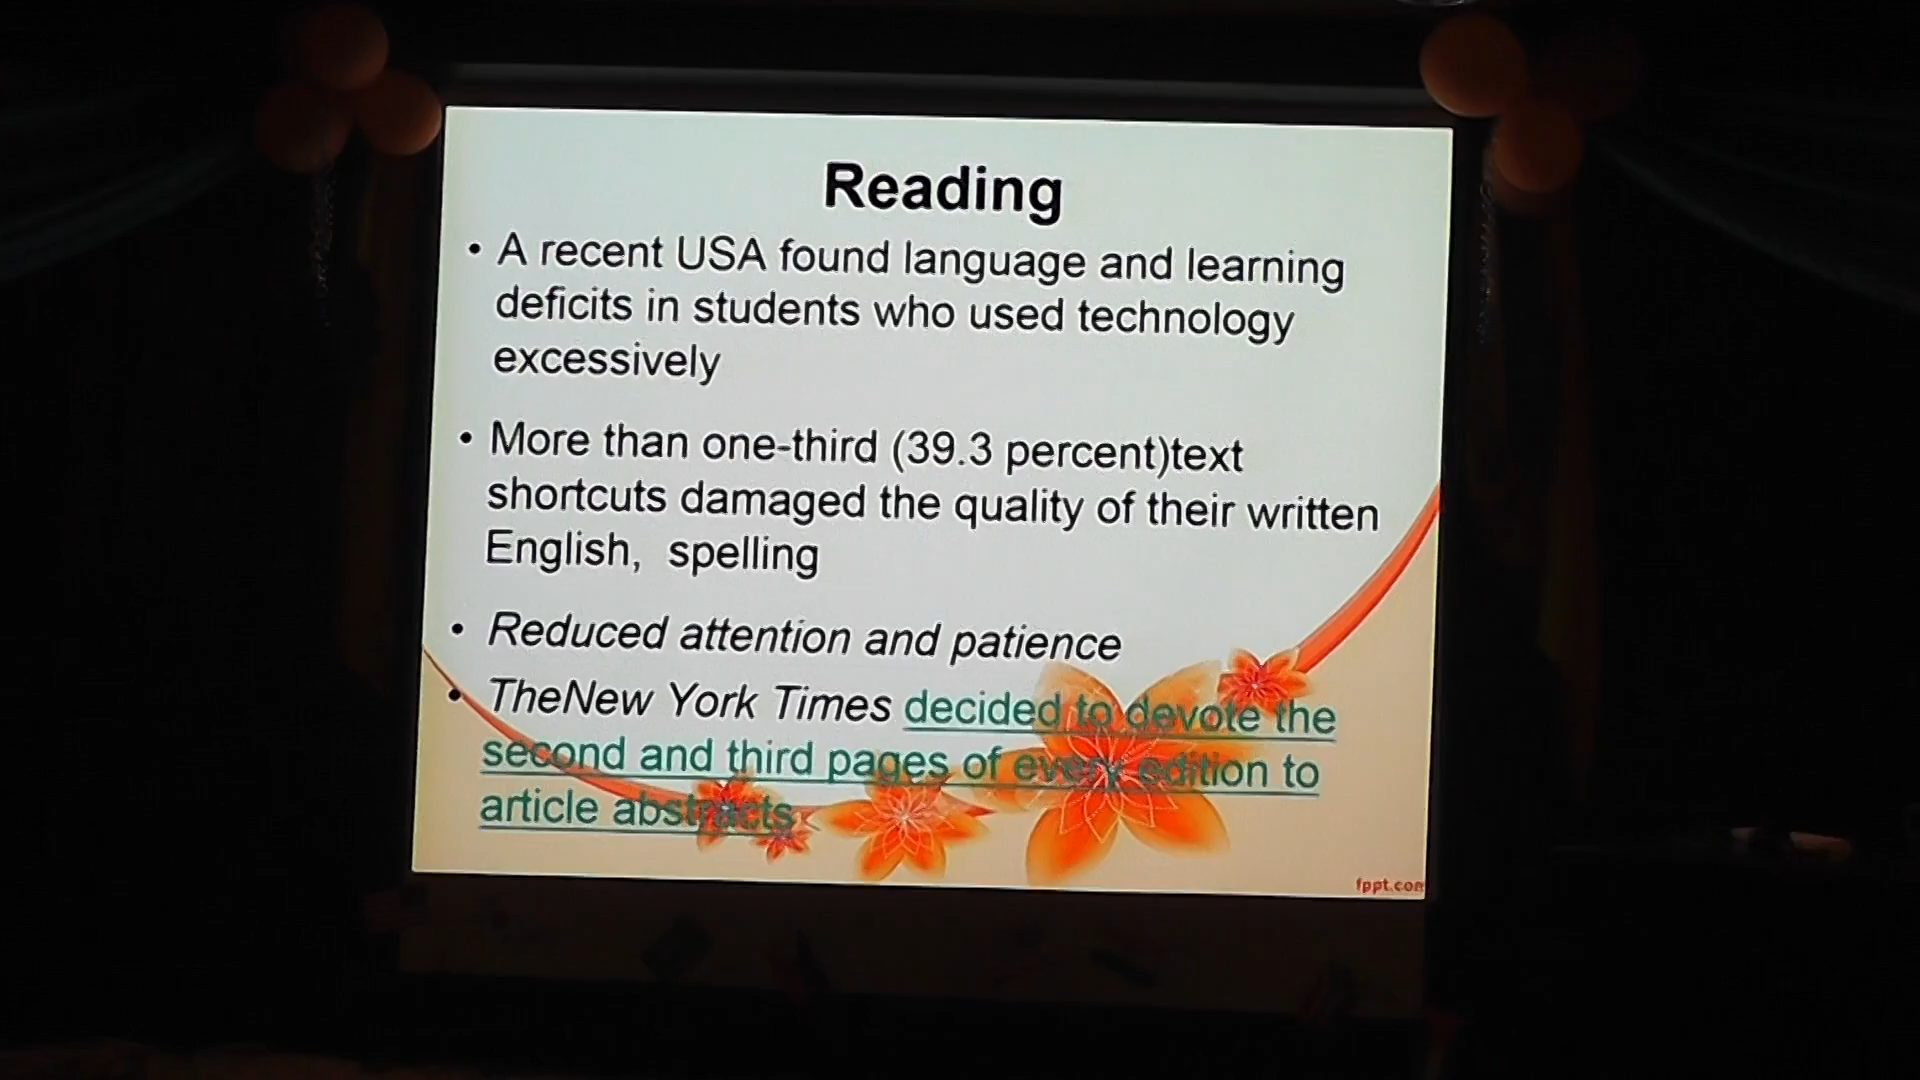 Reading
• A recent USA found language and learning
deficits in students who used technology
excessively
• More than one-third (39.3 percent)text
shortcuts damaged the quality of their written
English, spelling
• Reduced attention and patience
• TheNew York Times decided to devote the
second and third pages of every edition to
article abstracts
fppt.com